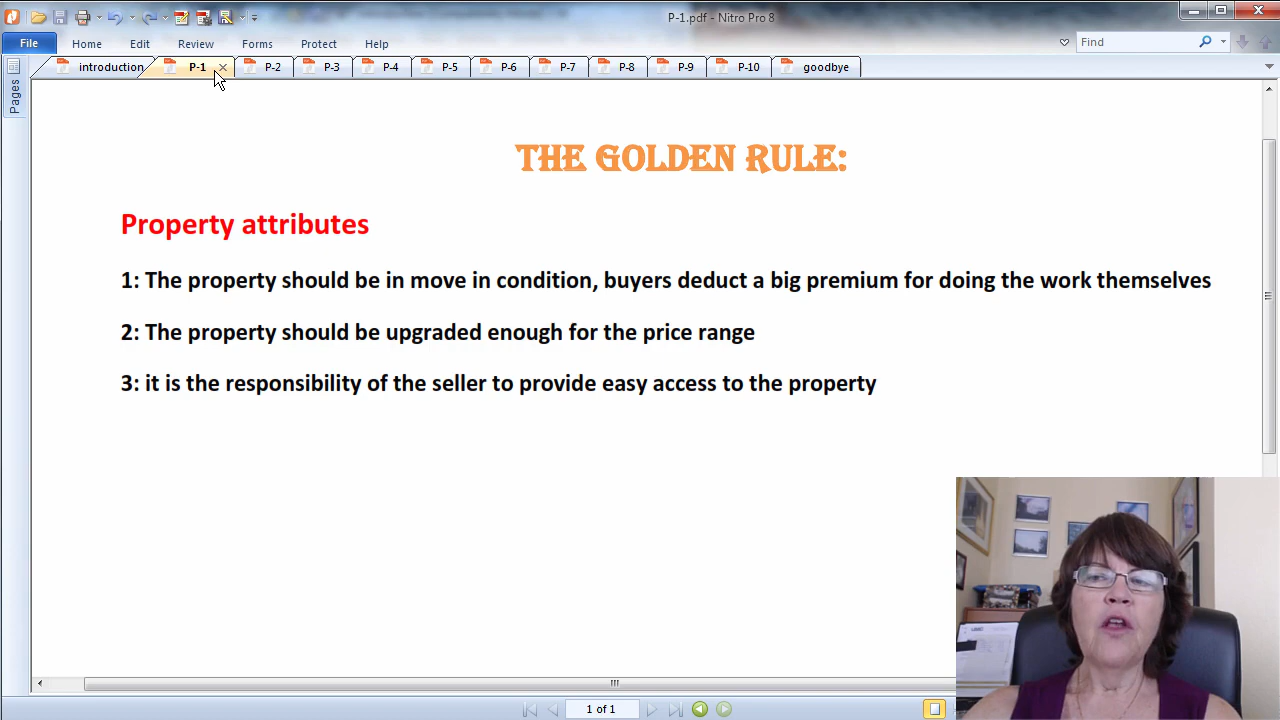 P-1.pdf - Nitro Pro 8
File Home Edit Review Forms Protect Help Find
introduction P-1 P-2 P-3 P-4 P-5 P-6 P-7 P-8 P-9 P-10 goodbye
Pages
THE GOLDEN RULE:
Property attributes
1: The property should be in move in condition, buyers deduct a big premium for doing the work themselves
2: The property should be upgraded enough for the price range
3: it is the responsibility of the seller to provide easy access to the property
1 of 1